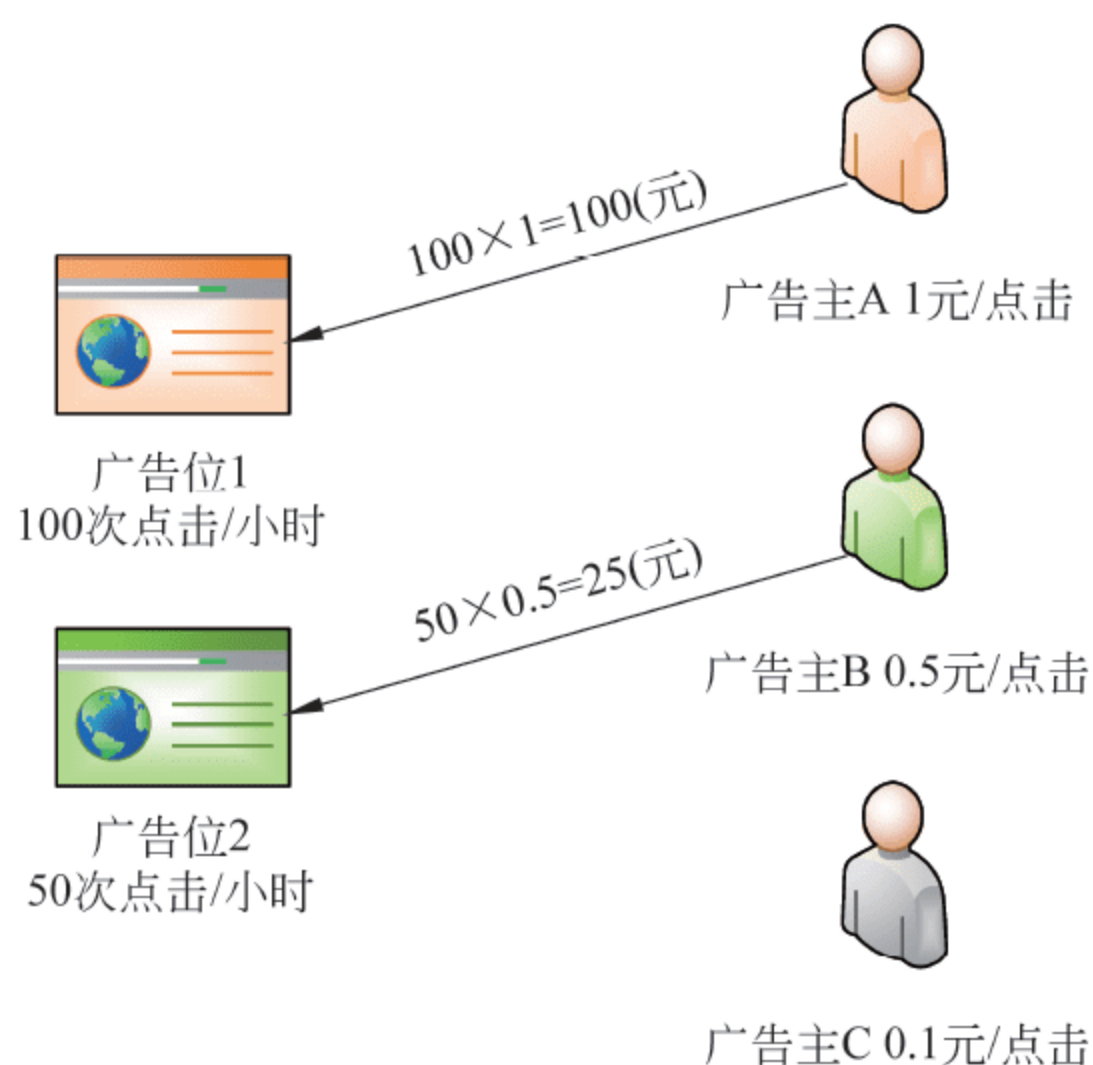 100×1=100(元)
广告主A 1元/点击
广告位1
100次点击/小时
50×0.5=25(元)
广告主B 0.5元/点击
广告位2
50次点击/小时
广告主C 0.1元/点击